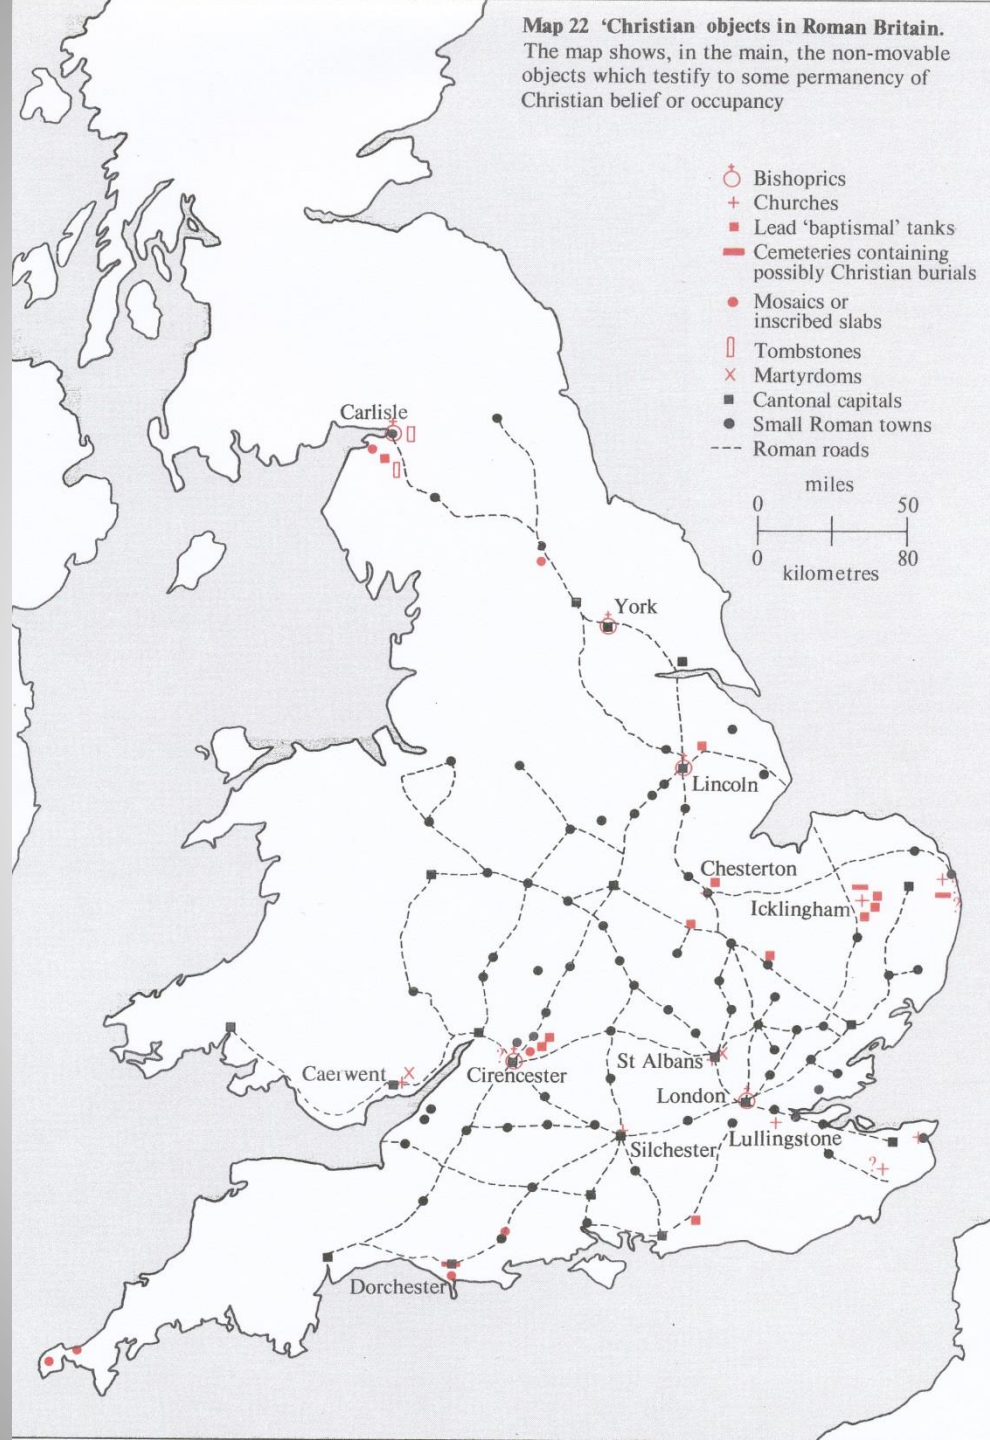 Map 22 ‘Christian objects in Roman Britain.
The map shows, in the main, the non-movable
objects which testify to some permanency of
Christian belief or occupancy
Bishoprics
Churches
Lead ‘baptismal’ tanks
Cemeteries containing
possibly Christian burials
Mosaics or
inscribed slabs
Tombstones
Martyrdoms
Cantonal capitals
Small Roman towns
Roman roads
miles
0 50
0 80
kilometres
Carlisle
York
Lincoln
Chesterton
Icklingham
?
St Albans
Caerwent
?
Cirencester
London
Lullingstone
Silchester
?
Dorchester